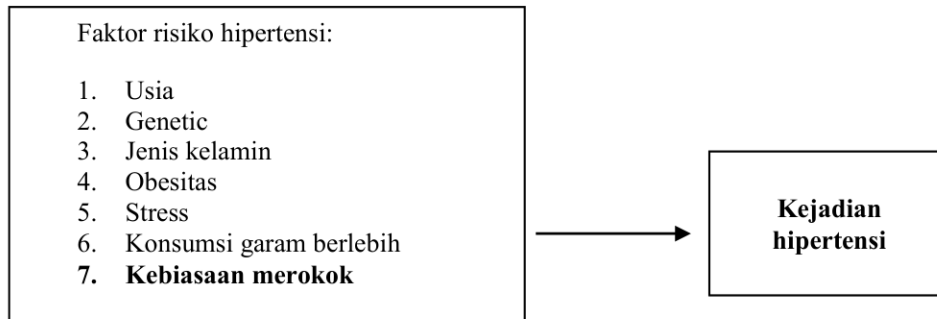 Faktor risiko hipertensi:
1. Usia
2. Genetic
3. Jenis kelamin
4. Obesitas
5. Stress
6. Konsumsi garam berlebih
7. Kebiasaan merokok
Kejadian
hipertensi